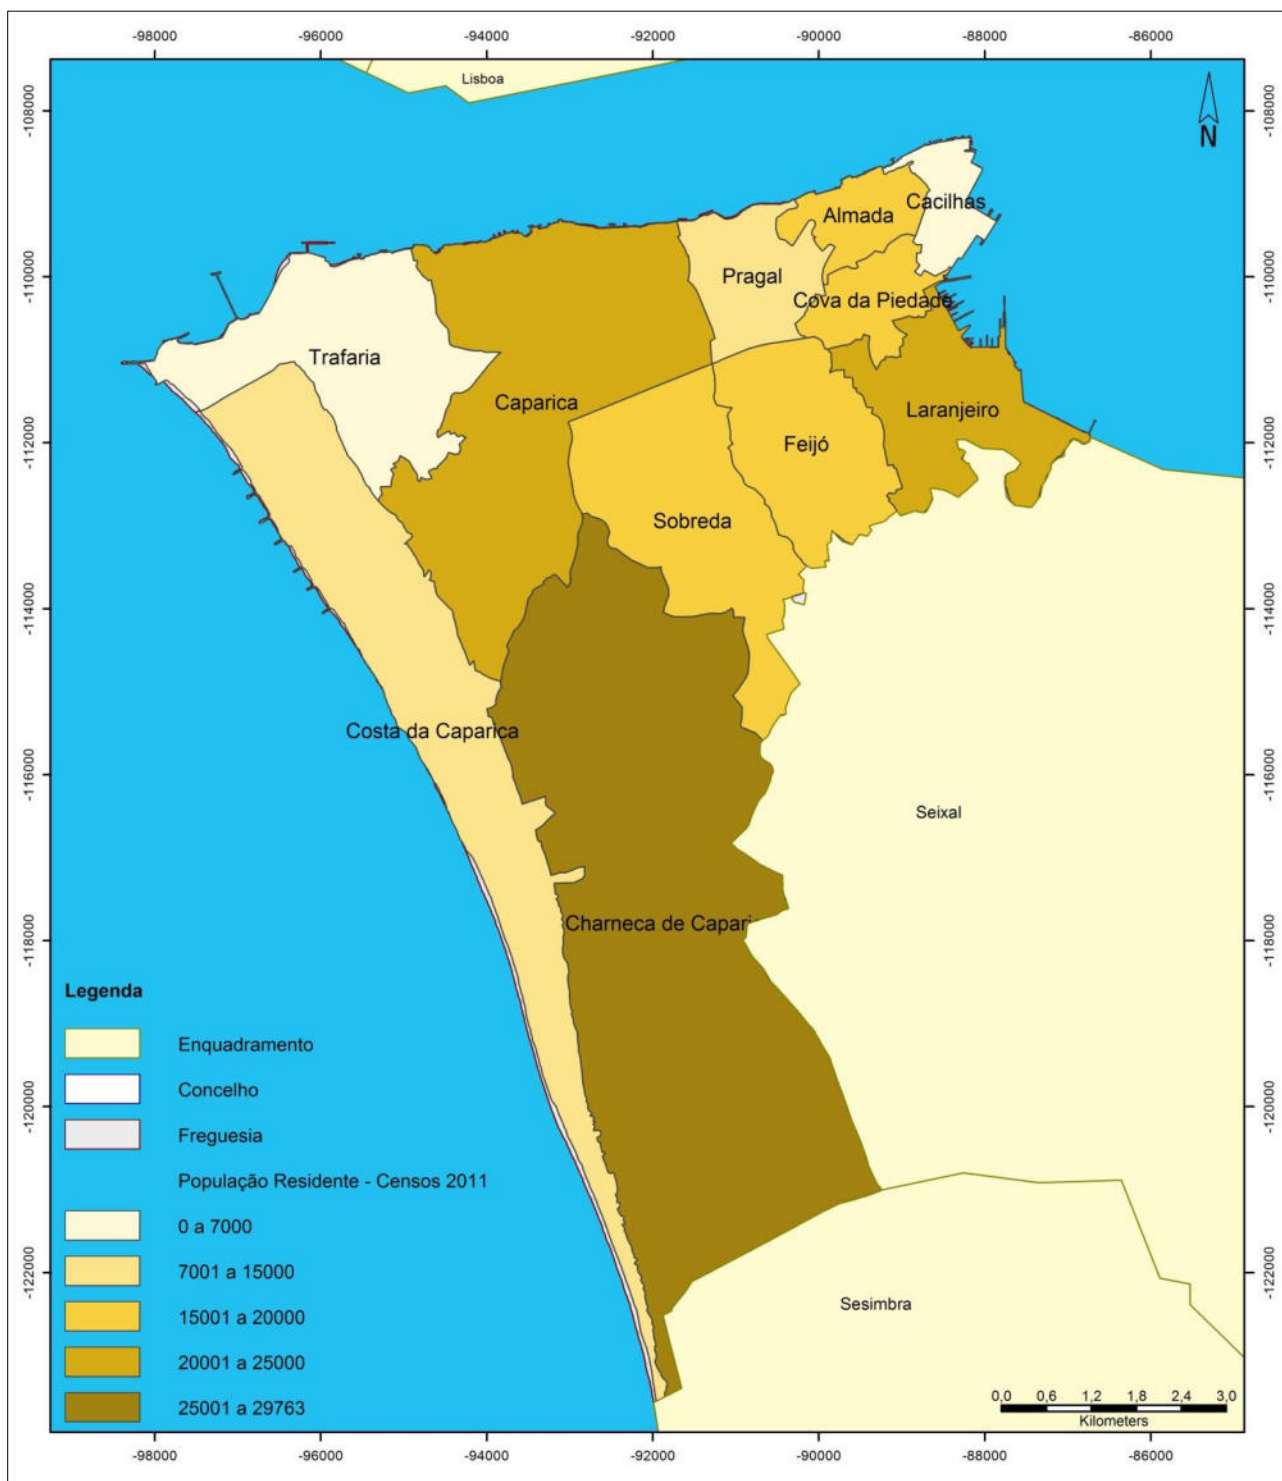 -98000 -96000 -94000 -92000 -90000 -88000 -86000
Lisboa
-108000 -108000
N
Cacilhas
Almada
-110000 -110000
Pragal
Cova da Piedade
Trafaria
Caparica
Laranjeiro
-112000 -112000
Feijó
Sobreda
-114000 -114000
Costa da Caparica
-116000 -116000
Seixal
Charneca de Capari
-118000 -118000
Legenda
Enquadramento
Concelho
-120000 -120000
Freguesia
População Residente - Censos 2011
0 a 7000
7001 a 15000
-122000 -122000
Sesimbra
15001 a 20000
20001 a 25000
25001 a 29763
0,0 0,6 1,2 1,8 2,4 3,0
Kilometers
-98000 -96000 -94000 -92000 -90000 -88000 -86000